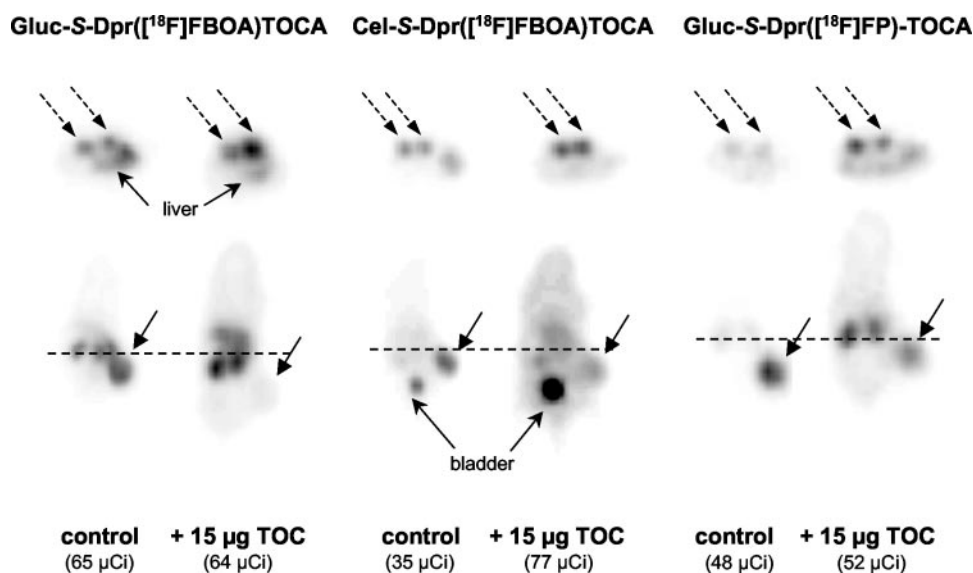 Gluc-S-Dpr([¹⁸F]FBOA)TOCA Cel-S-Dpr([¹⁸F]FBOA)TOCA Gluc-S-Dpr([¹⁸F]FP)-TOCA
liver
bladder
control + 15 µg TOC control + 15 µg TOC control + 15 µg TOC
(65 µCi) (64 µCi) (35 µCi) (77 µCi) (48 µCi) (52 µCi)